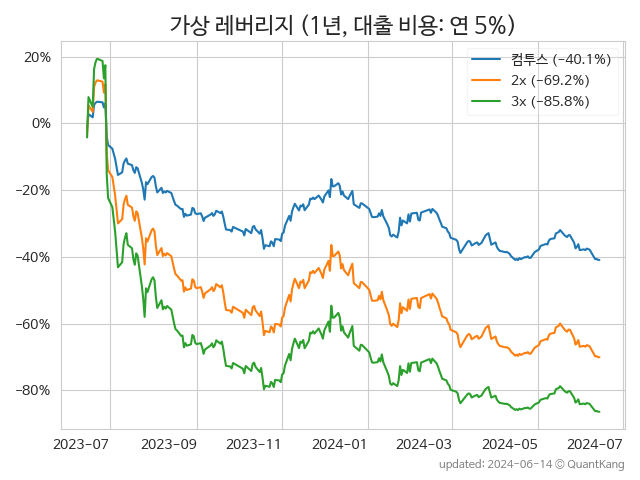 가상 레버리지 (1년, 대출 비용: 연 5%)
컴투스 (−40.1%)
2x (−69.2%)
3x (−85.8%)
20%
0%
−20%
−40%
−60%
−80%
2023−07 2023−09 2023−11 2024−01 2024−03 2024−05 2024−07
updated: 2024-06-14 © QuantKang